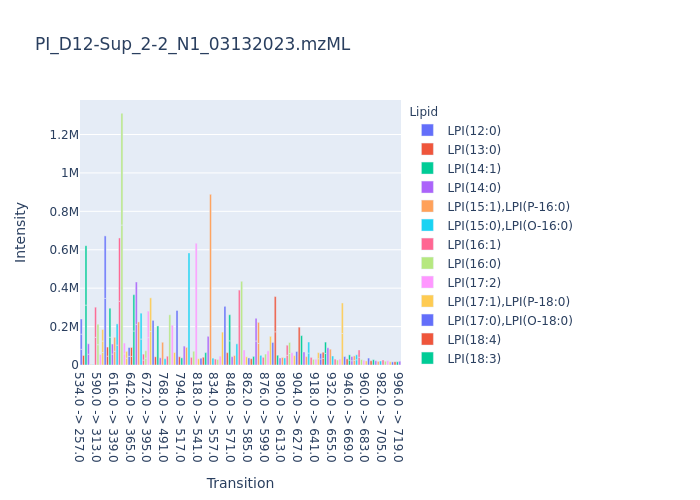 PI_D12-Sup_2-2_N1_03132023.mzML
Lipid
LPI(12:0)
LPI(13:0)
LPI(14:1)
LPI(14:0)
LPI(15:1),LPI(P-16:0)
LPI(15:0),LPI(O-16:0)
LPI(16:1)
LPI(16:0)
LPI(17:2)
LPI(17:1),LPI(P-18:0)
LPI(17:0),LPI(O-18:0)
LPI(18:4)
LPI(18:3)
Intensity
1.2M
1M
0.8M
0.6M
0.4M
0.2M
0
534.0 -> 257.0
590.0 -> 313.0
616.0 -> 339.0
642.0 -> 365.0
672.0 -> 395.0
768.0 -> 491.0
794.0 -> 517.0
818.0 -> 541.0
834.0 -> 557.0
848.0 -> 571.0
862.0 -> 585.0
876.0 -> 599.0
890.0 -> 613.0
904.0 -> 627.0
918.0 -> 641.0
932.0 -> 655.0
946.0 -> 669.0
960.0 -> 683.0
982.0 -> 705.0
996.0 -> 719.0
Transition